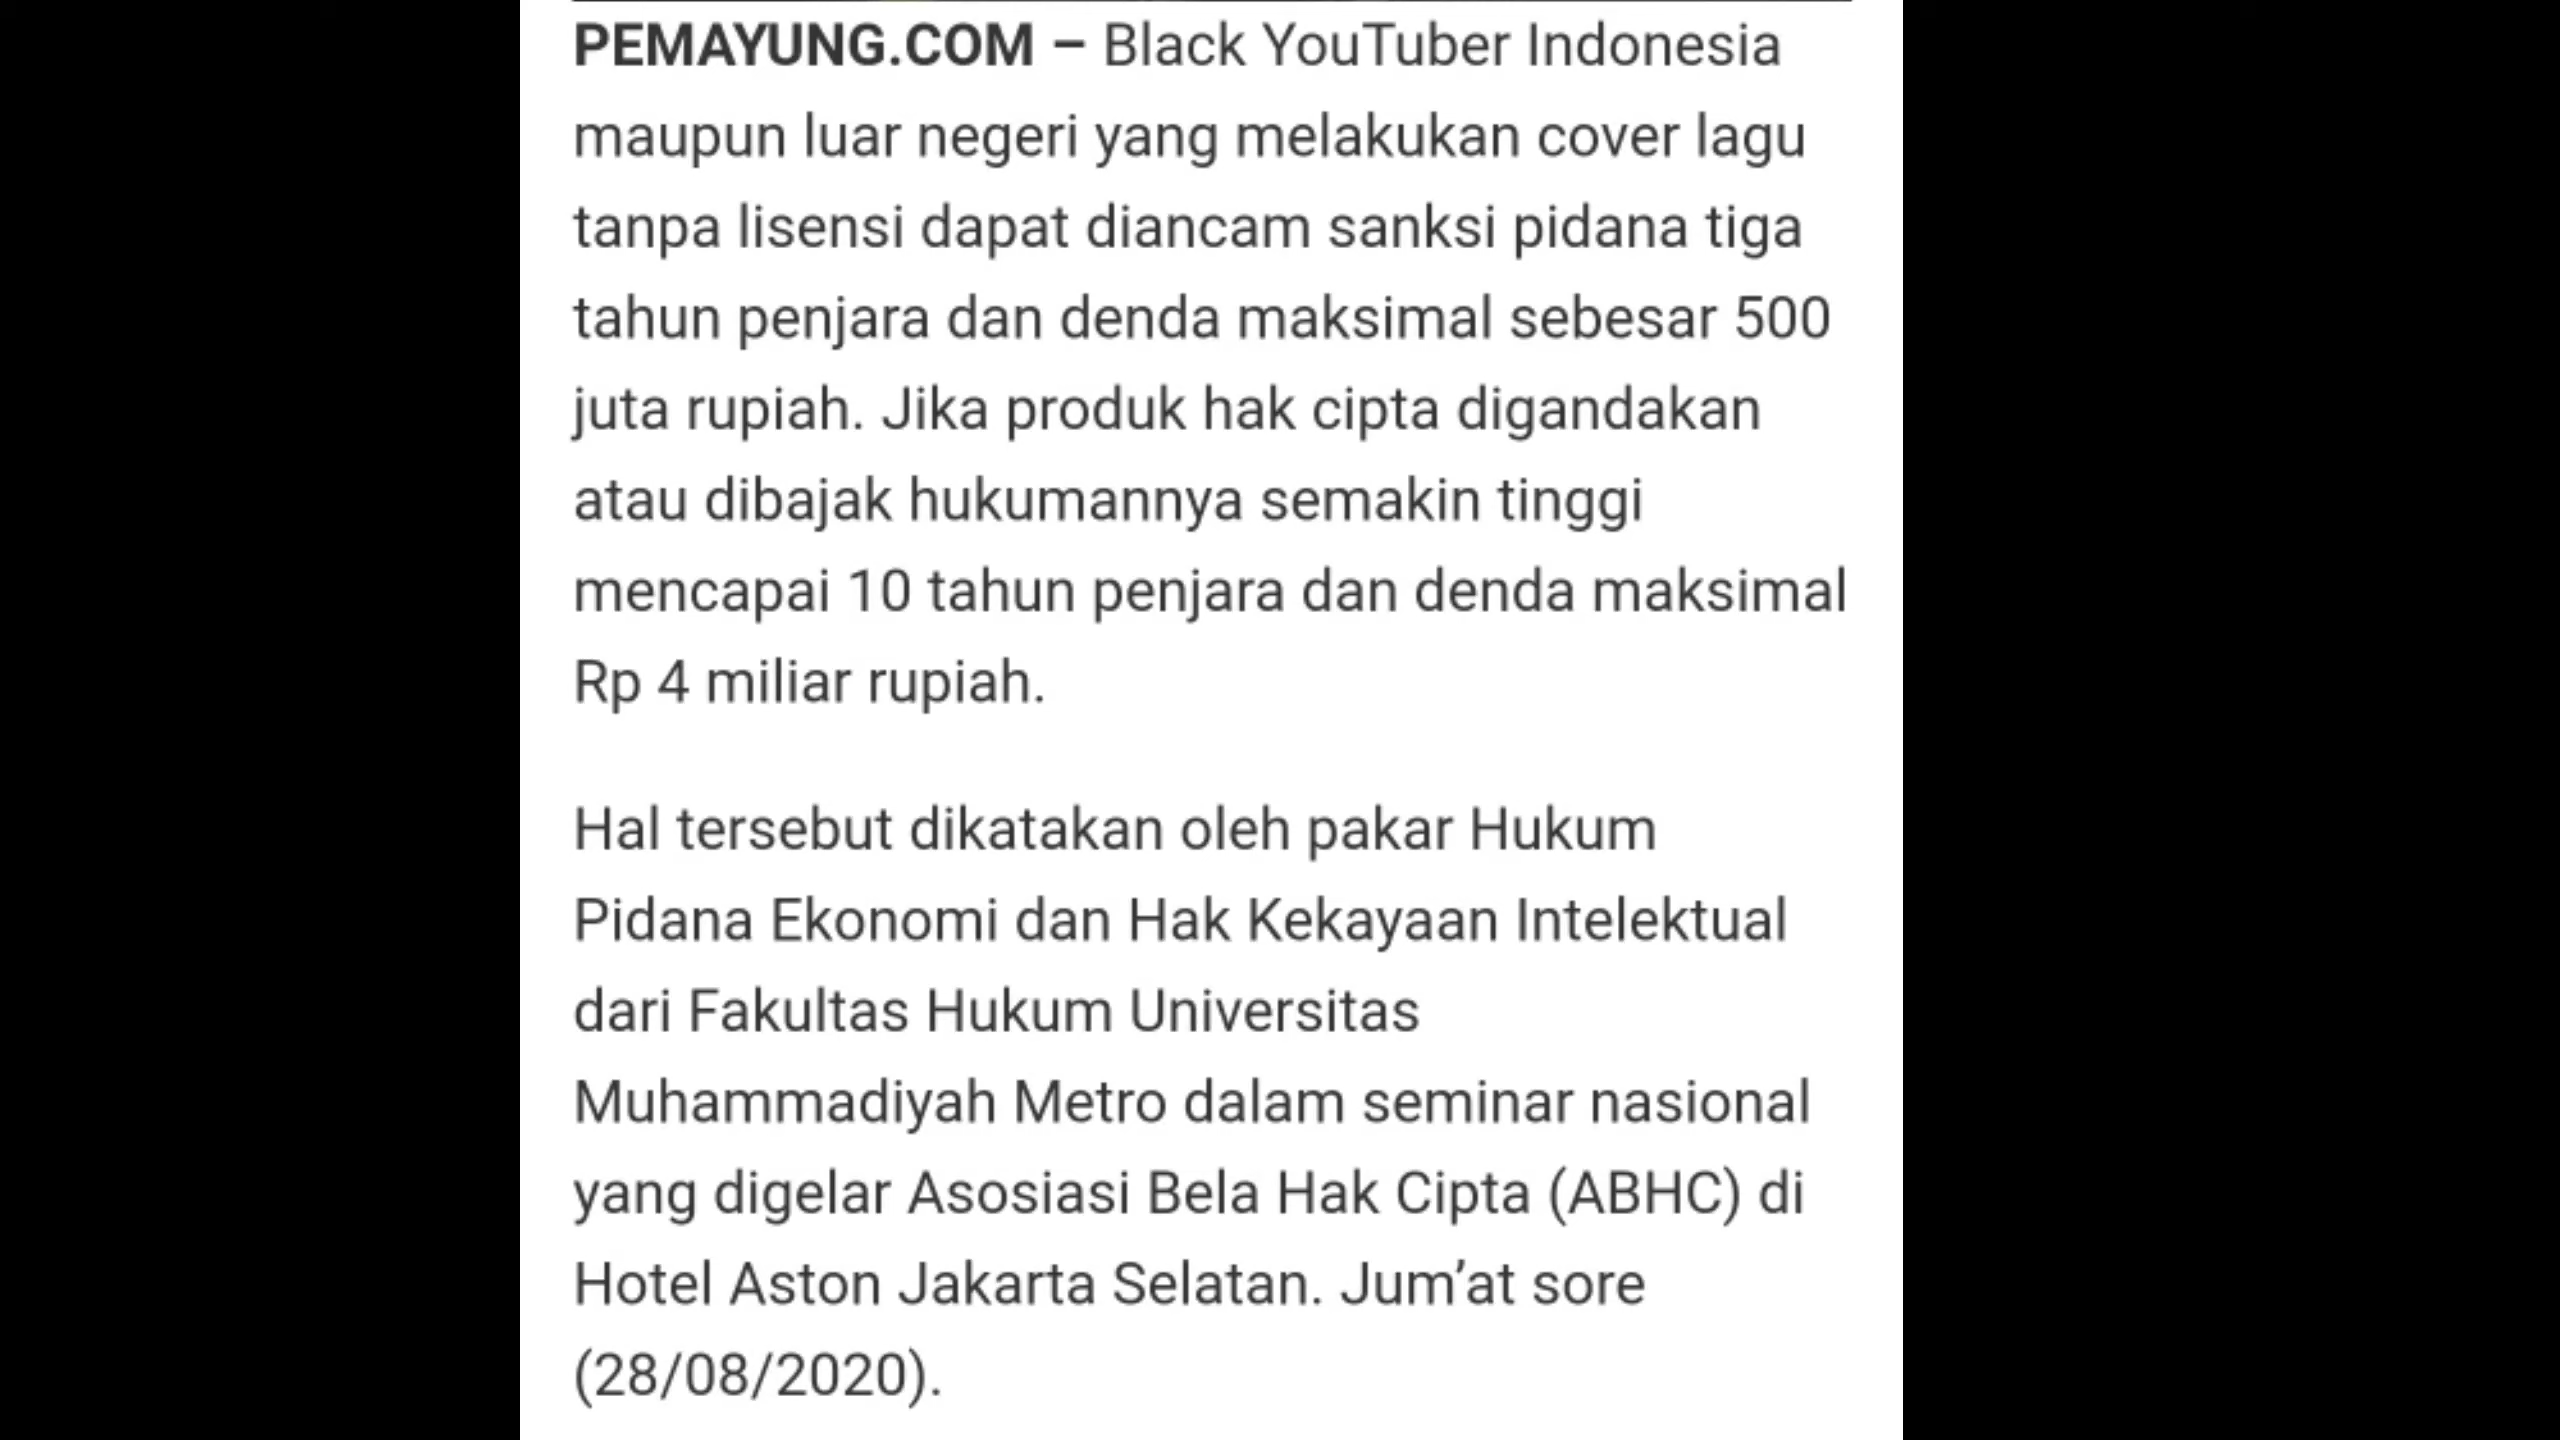 PEMAYUNG.COM – Black YouTuber Indonesia
maupun luar negeri yang melakukan cover lagu
tanpa lisensi dapat diancam sanksi pidana tiga
tahun penjara dan denda maksimal sebesar 500
juta rupiah. Jika produk hak cipta digandakan
atau dibajak hukumannya semakin tinggi
mencapai 10 tahun penjara dan denda maksimal
Rp 4 miliar rupiah.
Hal tersebut dikatakan oleh pakar Hukum
Pidana Ekonomi dan Hak Kekayaan Intelektual
dari Fakultas Hukum Universitas
Muhammadiyah Metro dalam seminar nasional
yang digelar Asosiasi Bela Hak Cipta (ABHC) di
Hotel Aston Jakarta Selatan. Jum’at sore
(28/08/2020).